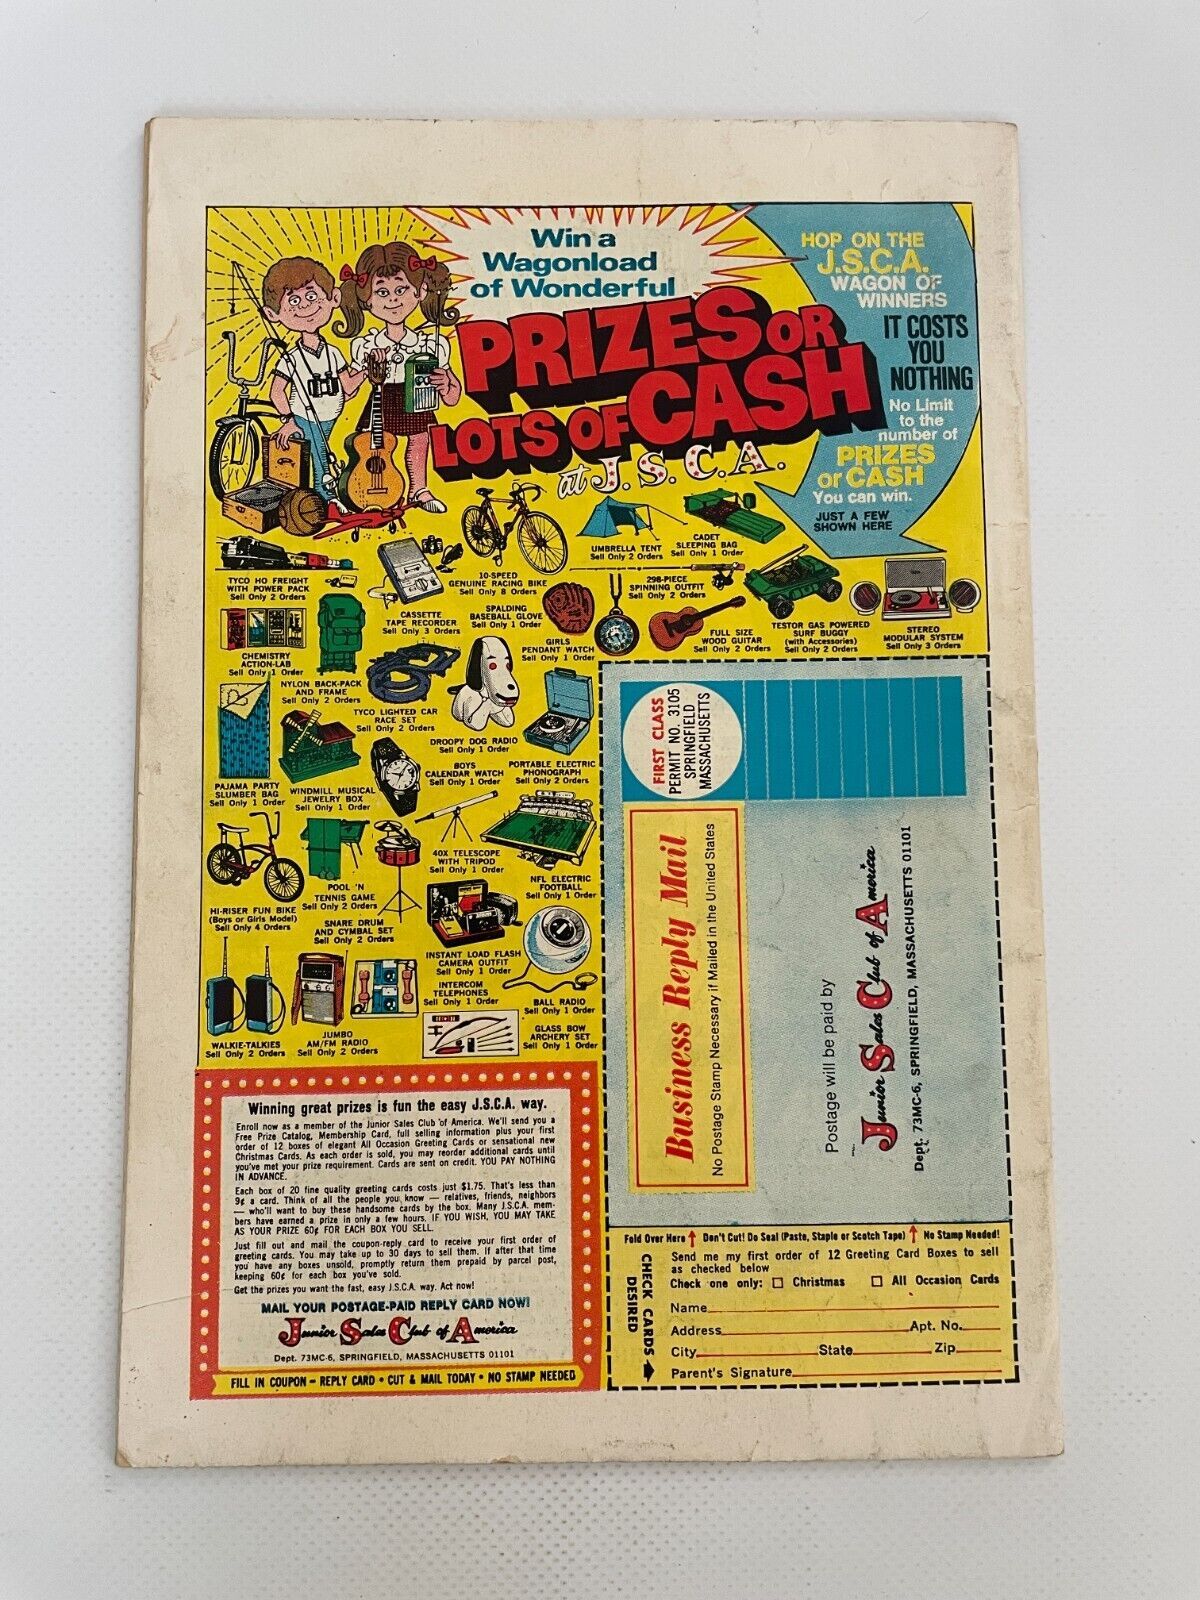 Win a
Wagonload
of Wonderful
PRIZES OR
LOTS OF CASH
at J.S.C.A.
HOP ON THE
J.S.C.A.
WAGON OF
WINNERS
IT COSTS
YOU
NOTHING
No Limit
to the
number of
PRIZES
or CASH
You can win.
JUST A FEW
SHOWN HERE
TYCO HO FREIGHT
WITH POWER PACK
Sell Only 2 Orders
CASSETTE
TAPE RECORDER
Sell Only 3 Orders
10-SPEED
GENUINE RACING BIKE
Sell Only 8 Orders
UMBRELLA TENT
Sell Only 2 Orders
CADET
SLEEPING BAG
Sell Only 1 Order
SPALDING
BASEBALL GLOVE
Sell Only 1 Order
298-PIECE
SPINNING OUTFIT
Sell Only 2 Orders
GIRLS
PENDANT WATCH
Sell Only 1 Order
FULL SIZE
WOOD GUITAR
Sell Only 2 Orders
TESTOR GAS POWERED
SURF BUGGY
(with Accessories)
Sell Only 2 Orders
STEREO
MODULAR SYSTEM
Sell Only 3 Orders
CHEMISTRY
ACTION-LAB
Sell Only 1 Order
NYLON BACK-PACK
AND FRAME
Sell Only 2 Orders
TYCO LIGHTED CAR
RACE SET
Sell Only 2 Orders
DROOPY DOG RADIO
Sell Only 1 Order
PORTABLE ELECTRIC
PHONOGRAPH
Sell Only 2 Orders
PAJAMA PARTY
SLUMBER BAG
Sell Only 1 Order
WINDMILL MUSICAL
JEWELRY BOX
Sell Only 1 Order
BOYS
CALENDAR WATCH
Sell Only 1 Order
40X TELESCOPE
WITH TRIPOD
Sell Only 1 Order
NFL ELECTRIC
FOOTBALL
Sell Only 1 Order
HI-RISER FUN BIKE
(Boys or Girls Model)
Sell Only 4 Orders
POOL 'N
TENNIS GAME
Sell Only 2 Orders
SNARE DRUM
AND CYMBAL SET
Sell Only 2 Orders
INSTANT LOAD FLASH
CAMERA OUTFIT
Sell Only 1 Order
INTERCOM
TELEPHONES
Sell Only 1 Order
BALL RADIO
Sell Only 1 Order
WALKIE-TALKIES
Sell Only 2 Orders
JUMBO
AM/FM RADIO
Sell Only 2 Orders
GLASS BOW
ARCHERY SET
Sell Only 1 Order
Winning great prizes is fun the easy J.S.C.A. way.
Enroll now as a member of the Junior Sales Club of America. We'll send you a
Free Prize Catalog, Membership Card, full selling information plus your first
order of 12 boxes of elegant All Occasion Greeting Cards or sensational new
Christmas Cards. As each order is sold, you may reorder additional cards until
you've met your prize requirement. Cards are sent on credit. YOU PAY NOTHING
IN ADVANCE.
Each box of 20 fine quality greeting cards costs just $1.75. That's less than
9¢ a card. Think of all the people you know — relatives, friends, neighbors
— who'll want to buy these handsome cards by the box. Many J.S.C.A. mem-
bers have earned a prize in only a few hours. IF YOU WISH, YOU MAY TAKE
AS YOUR PRIZE 60¢ FOR EACH BOX YOU SELL.
Just fill out and mail the coupon-reply card to receive your first order of
greeting cards. You may take up to 30 days to sell them. If after that time
you have any boxes unsold, promptly return them prepaid by parcel post,
keeping 60¢ for each box you've sold.
Get the prizes you want the fast, easy J.S.C.A. way. Act now!
MAIL YOUR POSTAGE-PAID REPLY CARD NOW!
Junior Sales Club of America
Dept. 73MC-6, SPRINGFIELD, MASSACHUSETTS 01101
FILL IN COUPON – REPLY CARD • CUT & MAIL TODAY • NO STAMP NEEDED
FIRST CLASS
PERMIT NO. 3105
SPRINGFIELD
MASSACHUSETTS
Business Reply Mail
No Postage Stamp Necessary if Mailed in the United States
Postage will be paid by
Junior Sales Club of America
Dept. 73MC-6, SPRINGFIELD, MASSACHUSETTS 01101
Fold Over Here ↑ Don't Cut! Do Seal (Paste, Staple or Scotch Tape) ↑ No Stamp Needed!
CHECK CARDS
DESIRED
Send me my first order of 12 Greeting Card Boxes to sell
as checked below
Check one only: ☐ Christmas ☐ All Occasion Cards
Name
Address Apt. No.
City State Zip
Parent's Signature